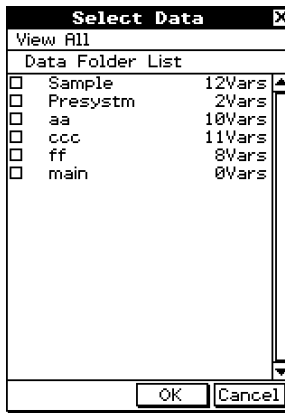 Select Data
View All
Data Folder List
Sample 12Vars
Presystm 2Vars
aa 10Vars
ccc 11Vars
ff 8Vars
main 0Vars
OK Cancel